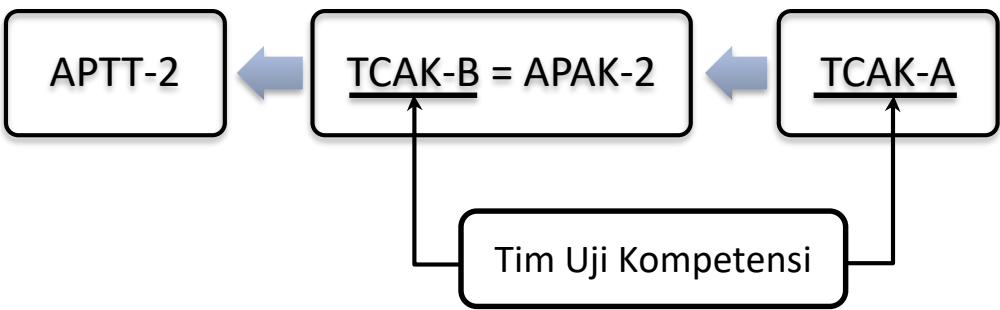 APTT-2
TCAK-B = APAK-2
TCAK-A
Tim Uji Kompetensi